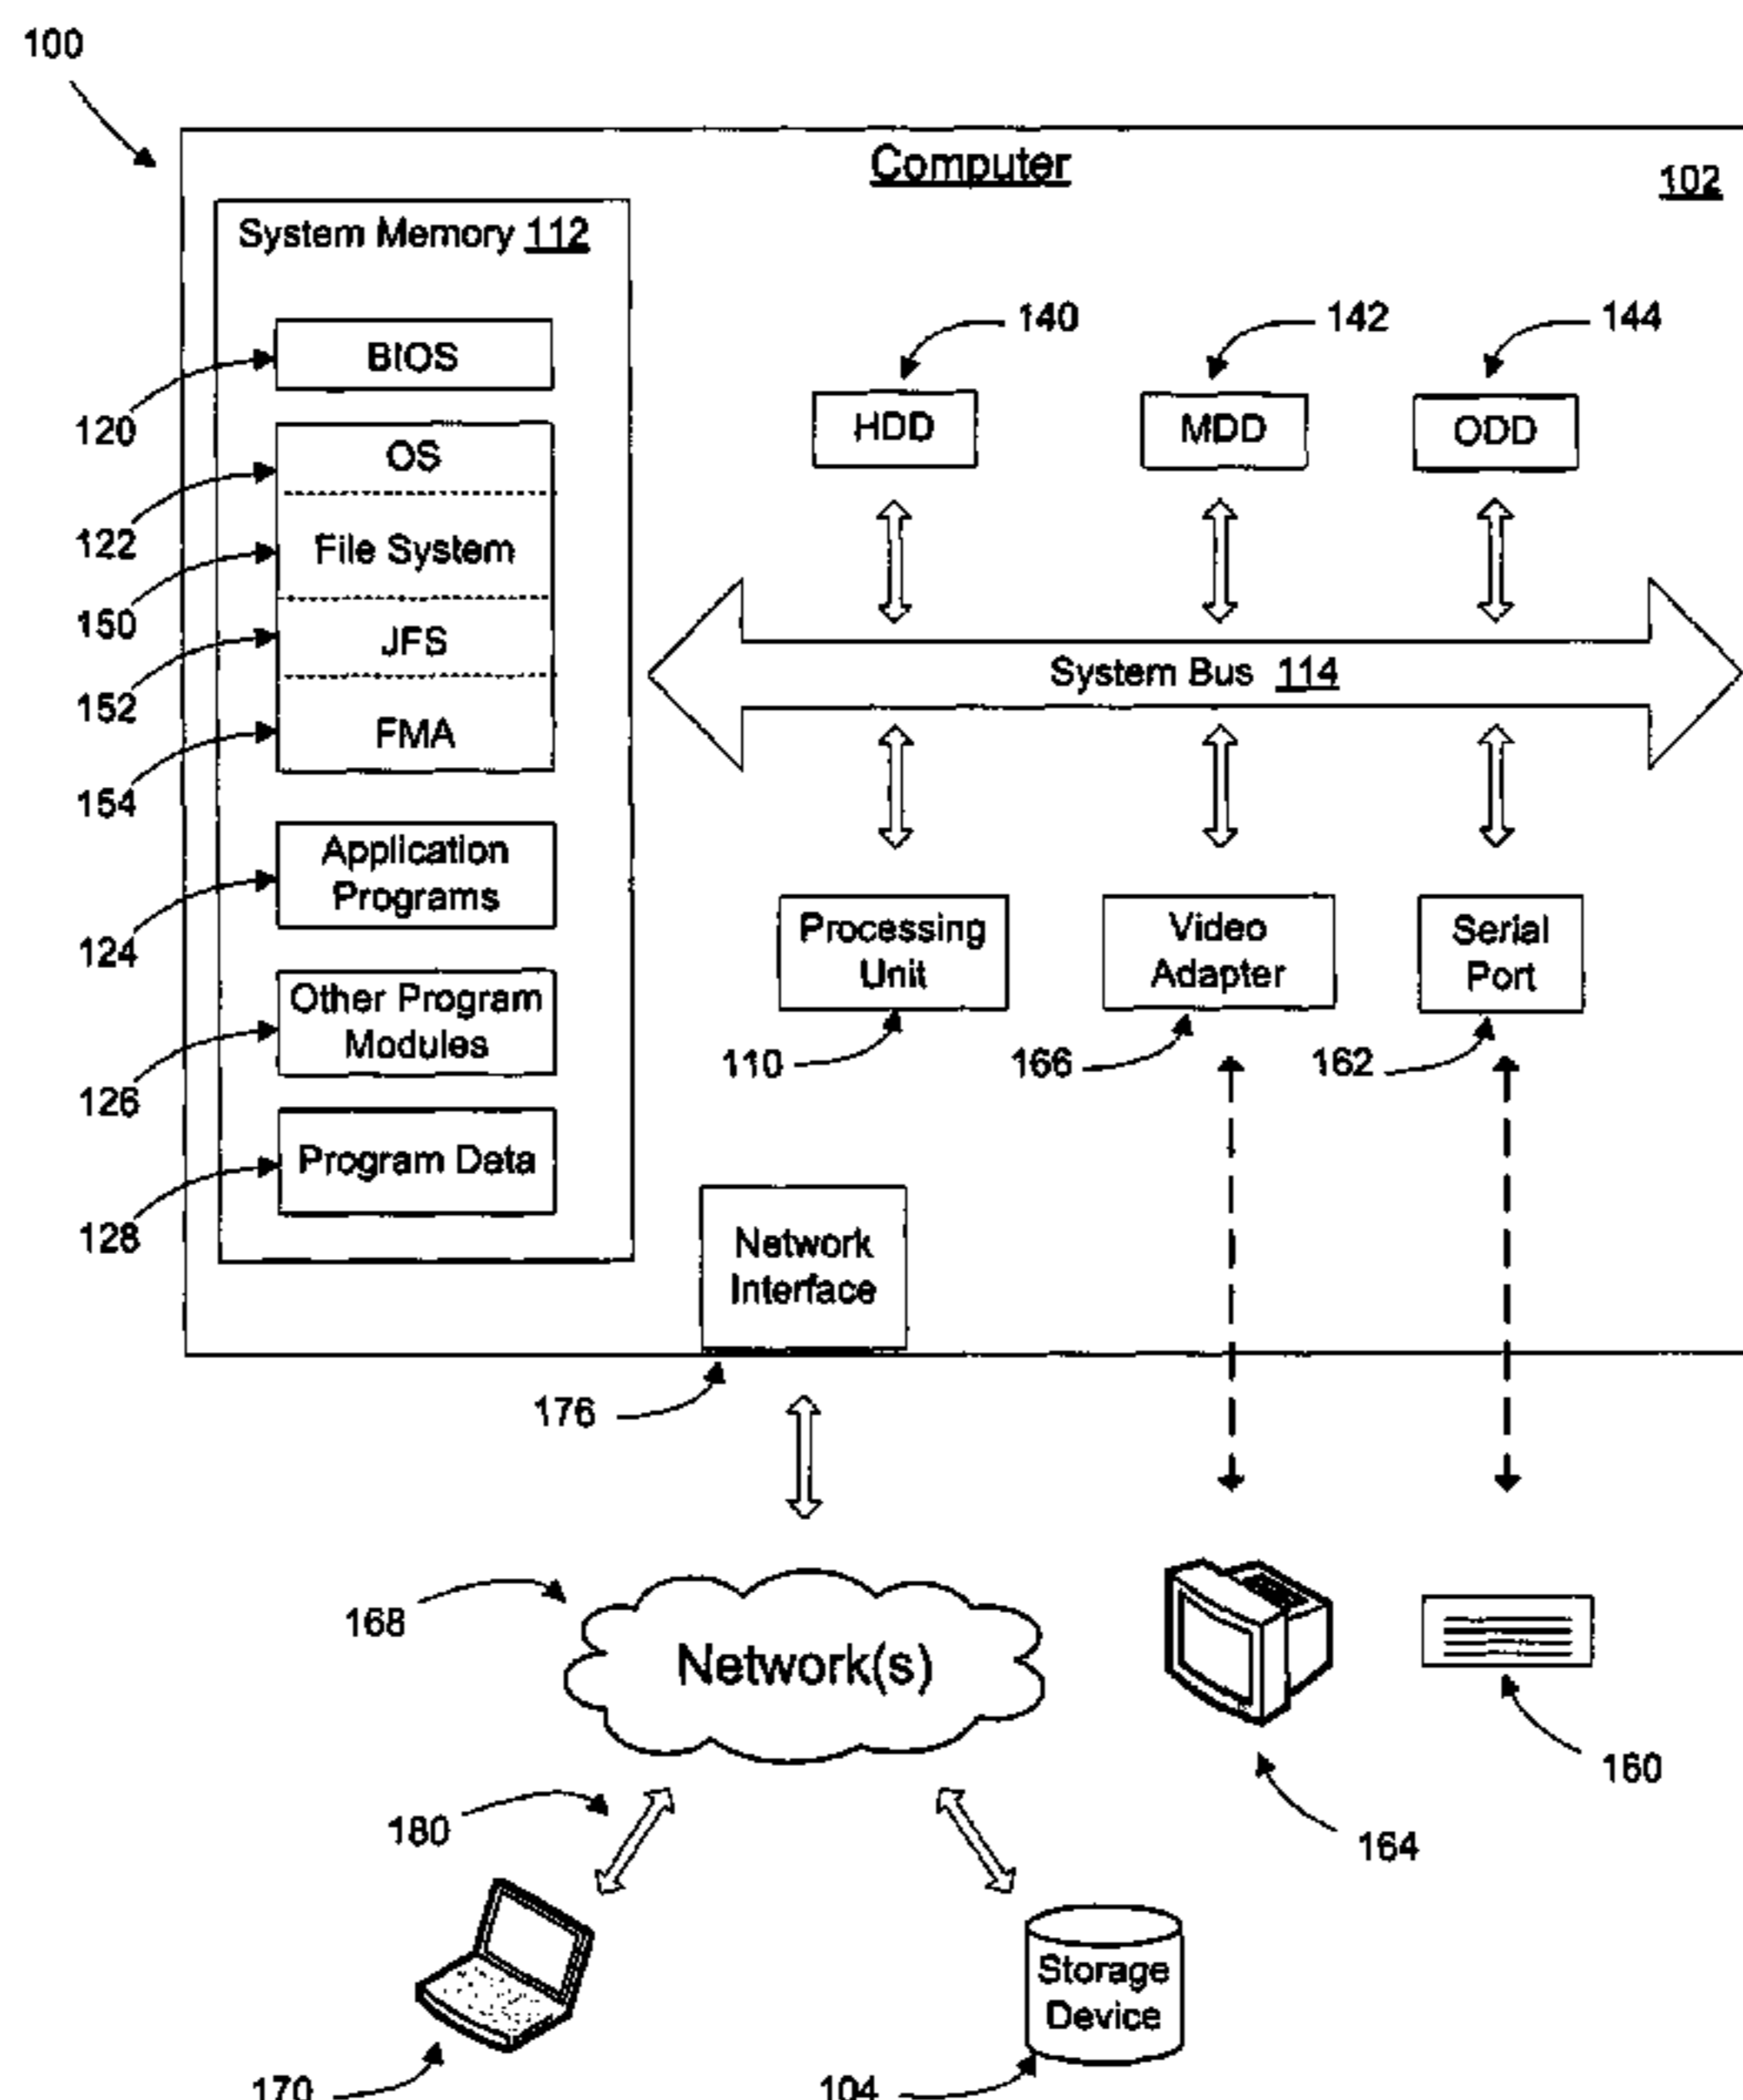 100
Computer
102
System Memory 112
140
142
144
BIOS
120
HDD
MDD
ODD
OS
122
File System
150
JFS
152
System Bus 114
FMA
154
Application
Programs
124
Processing
Unit
Video
Adapter
Serial
Port
Other Program
Modules
110
166
162
126
Program Data
128
Network
Interface
176
168
Network(s)
160
180
164
Storage
Device
170
104